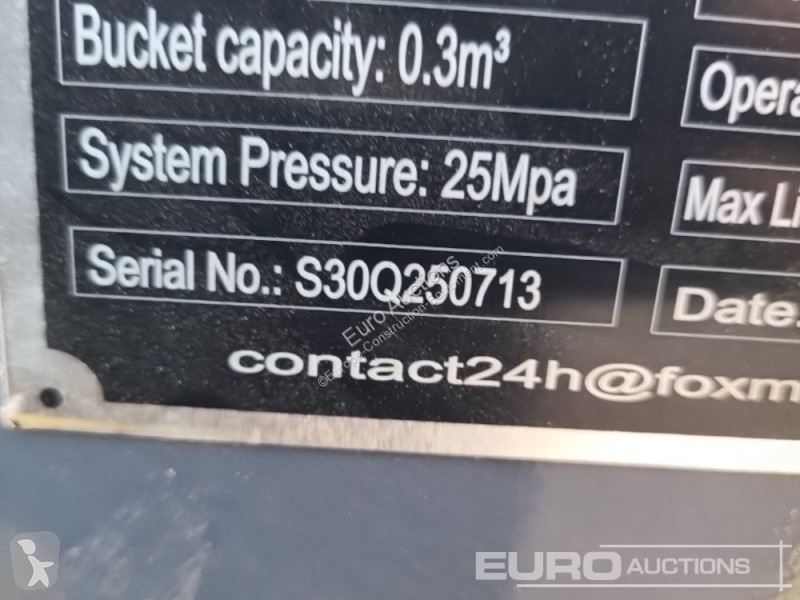 Bucket capacity: 0.3m³
Opera
System Pressure: 25Mpa
Max Li
Serial No.: S30Q250713
Date:
contact24h@foxm
Euro Auctions
EURO AUCTIONS